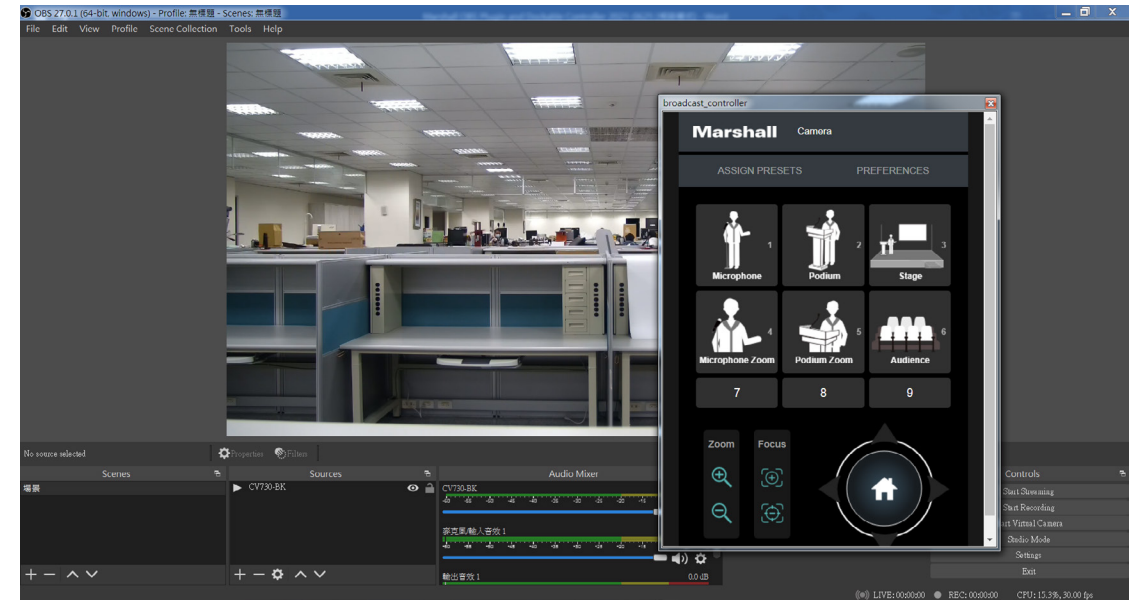 OBS 27.0.1 (64-bit, windows) - Profile: 無標題 - Scenes: 無標題
File Edit View Profile Scene Collection Tools Help
broadcast_controller
Marshall Camera
ASSIGN PRESETS PREFERENCES
1 2 3
Microphone Podium Stage
4 5 6
Microphone Zoom Podium Zoom Audience
7 8 9
Zoom Focus
No source selected Properties Filters
Scenes Sources Audio Mixer Controls
場景 CV730-BK CV730-BK
Start Streaming
Start Recording
art Virtual Camera
Studio Mode
Settings
Exit
麥克風/輸入音效 1
輸出音效 1 0.0 dB
LIVE: 00:00:00 REC: 00:00:00 CPU: 15.3%, 30.00 fps